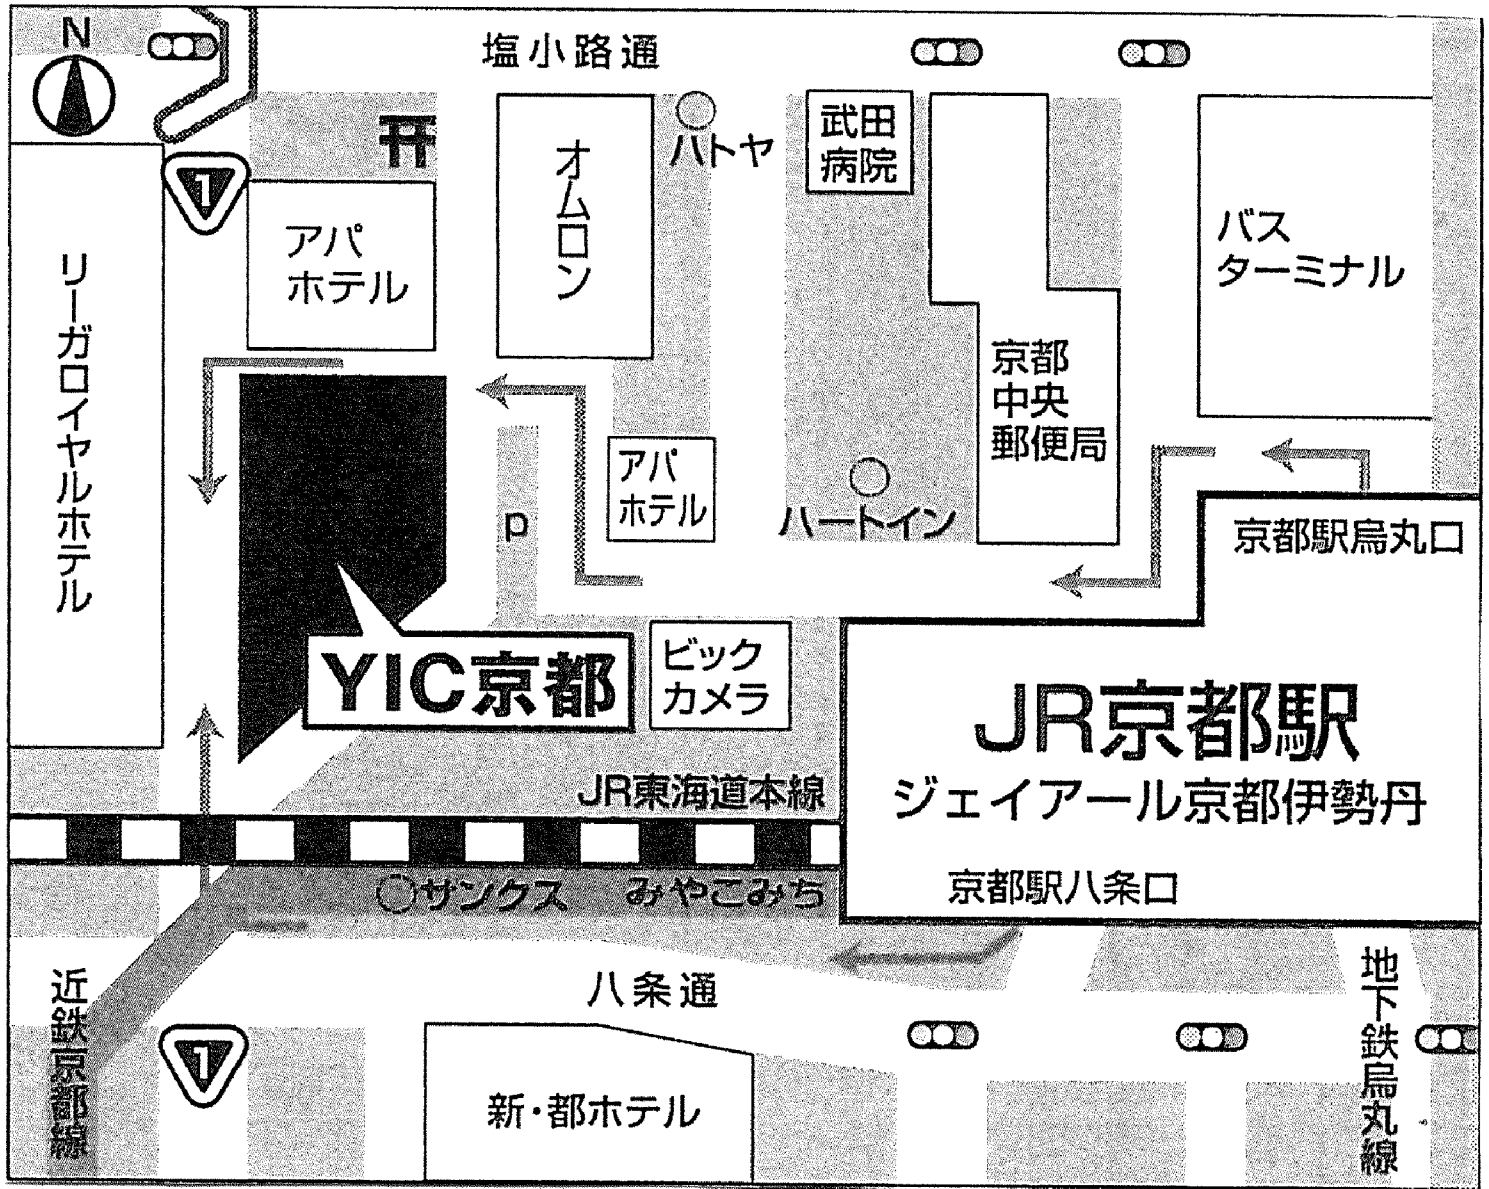 N
塩小路通
1
アパ
ホテル
オムロン
ハトヤ
武田
病院
バス
ターミナル
リーガロイヤルホテル
京都
中央
郵便局
アパ
ホテル
P
ハートイン
京都駅烏丸口
YIC京都
ビック
カメラ
JR京都駅
ジェイアール京都伊勢丹
JR東海道本線
京都駅八条口
サンクス
みやこみち
八条通
近鉄京都線
1
新・都ホテル
地下鉄烏丸線